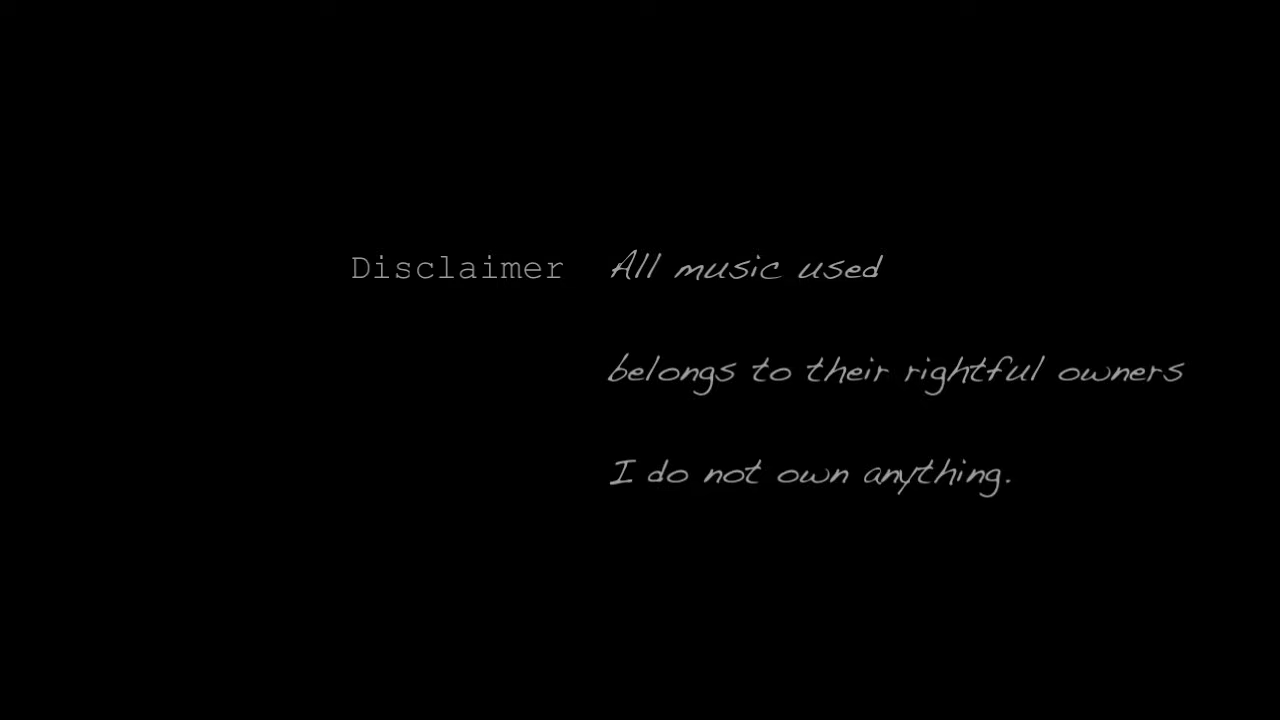 Disclaimer All music used
belongs to their rightful owners
I do not own anything.